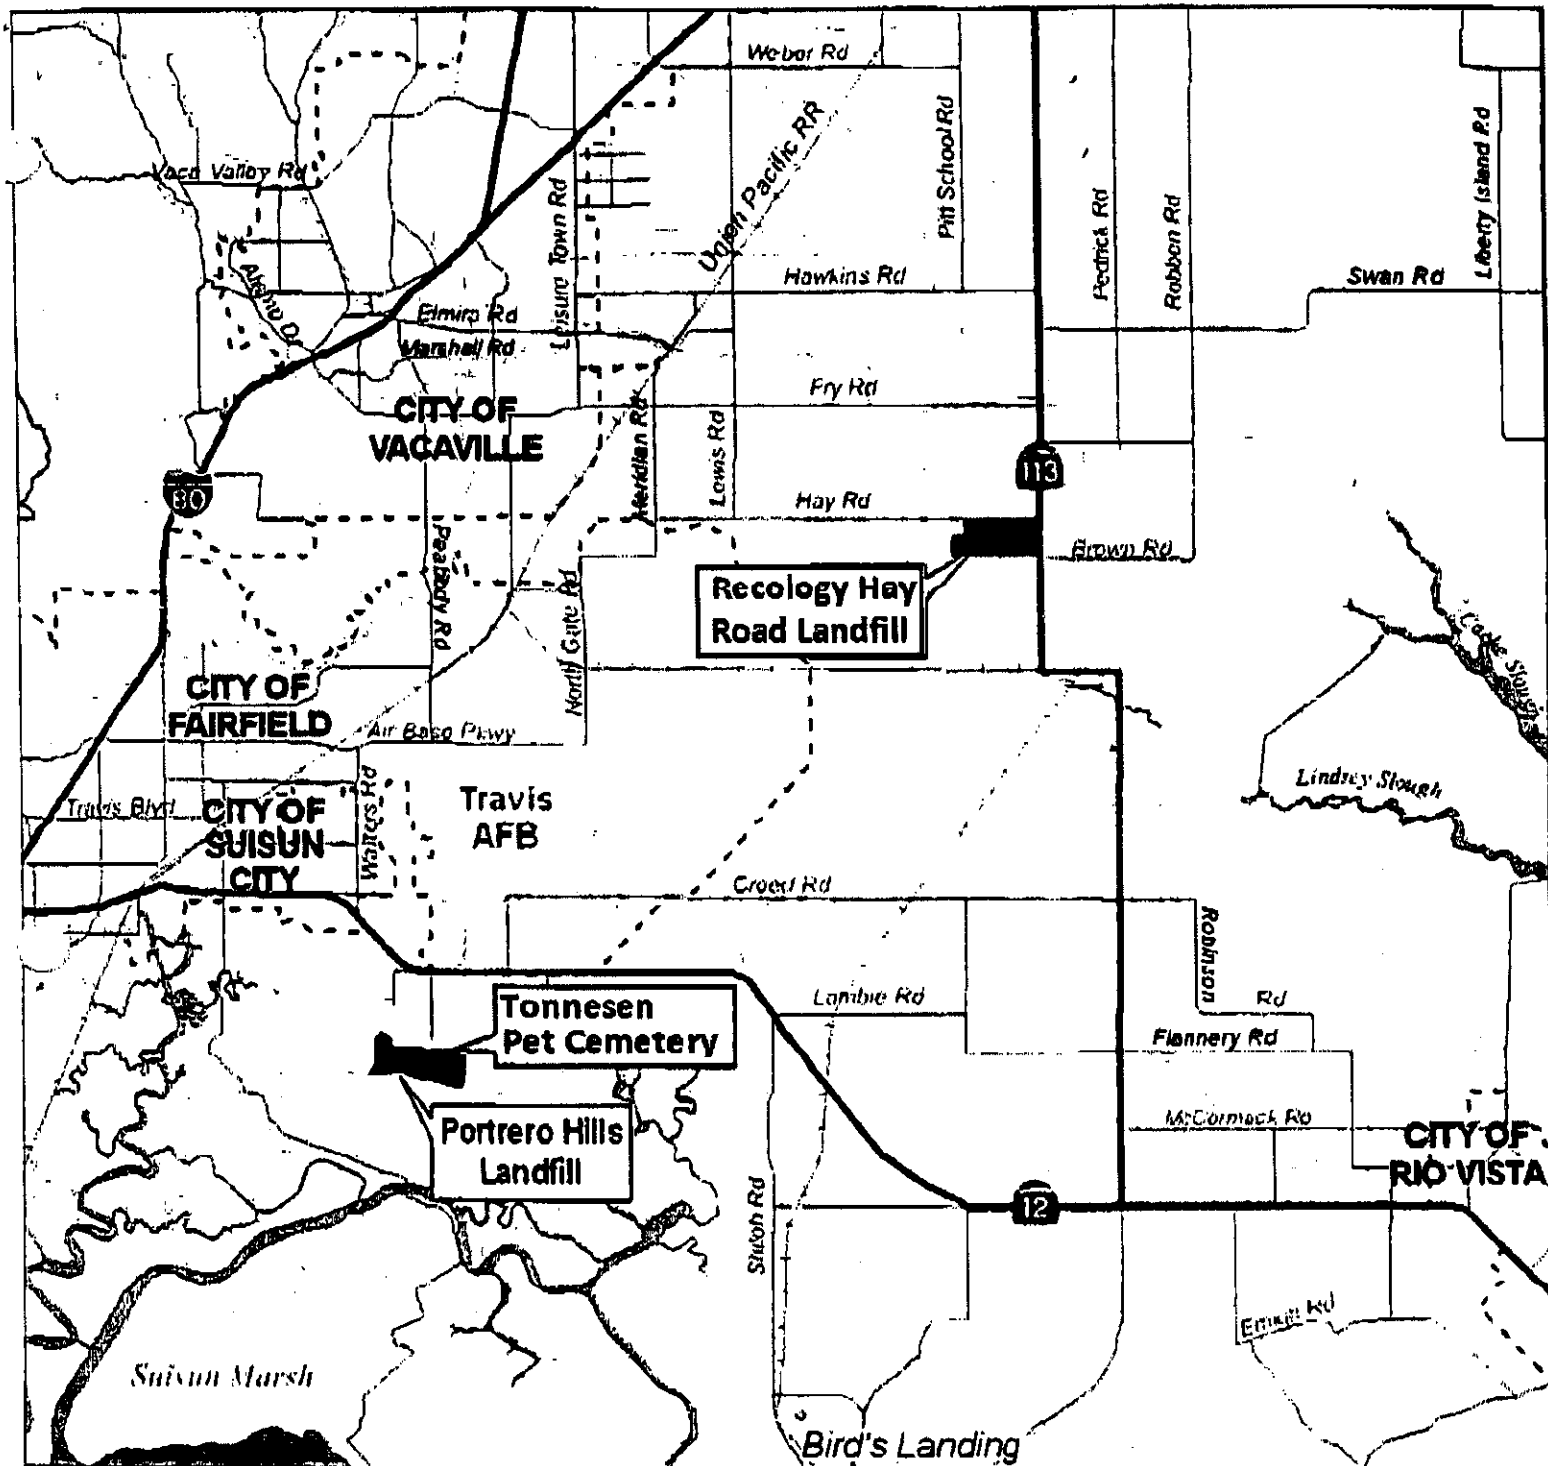 Weber Rd
Union Pacific RR
Pitt School Rd
Liberty Island Rd
Vaca Valley Rd
Leisure Town Rd
Pedrick Rd
Robbon Rd
Hawkins Rd
Swan Rd
Alamo Dr
Elmira Rd
Marshall Rd
Fry Rd
CITY OF
VACAVILLE
Meridian Rd
Lewis Rd
113
80
Hay Rd
Peabody Rd
Brown Rd
Recology Hay
Road Landfill
North Gate Rd
Cache Slough
CITY OF
FAIRFIELD
Air Base Pkwy
Travis Blvd
CITY OF
SUISUN
CITY
Walters Rd
Travis
AFB
Lindsey Slough
Creed Rd
Robinson
Rd
Lambie Rd
Tonnesen
Pet Cemetery
Flannery Rd
Portrero Hills
Landfill
McCormack Rd
CITY OF
RIO VISTA
Shiloh Rd
12
Emigh Rd
Suisun Marsh
Bird's Landing